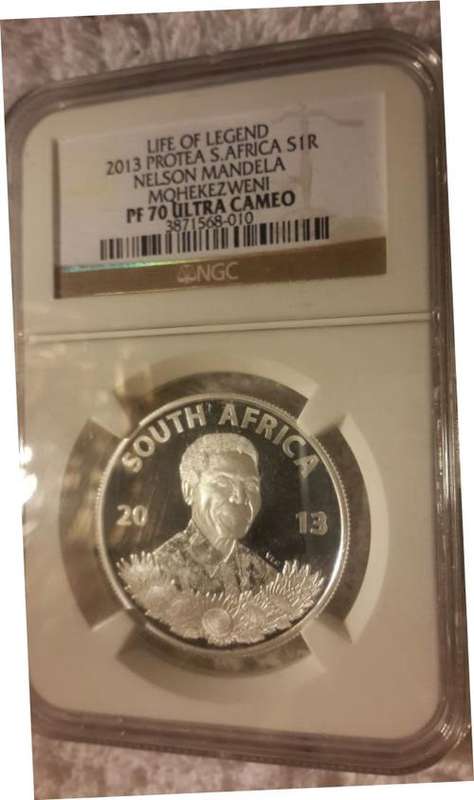 LIFE OF LEGEND
2013 PROTEA S.AFRICA S1R
NELSON MANDELA
MQHEKEZWENI
PF 70 ULTRA CAMEO
3871568-010
NGC
SOUTH AFRICA
20 13